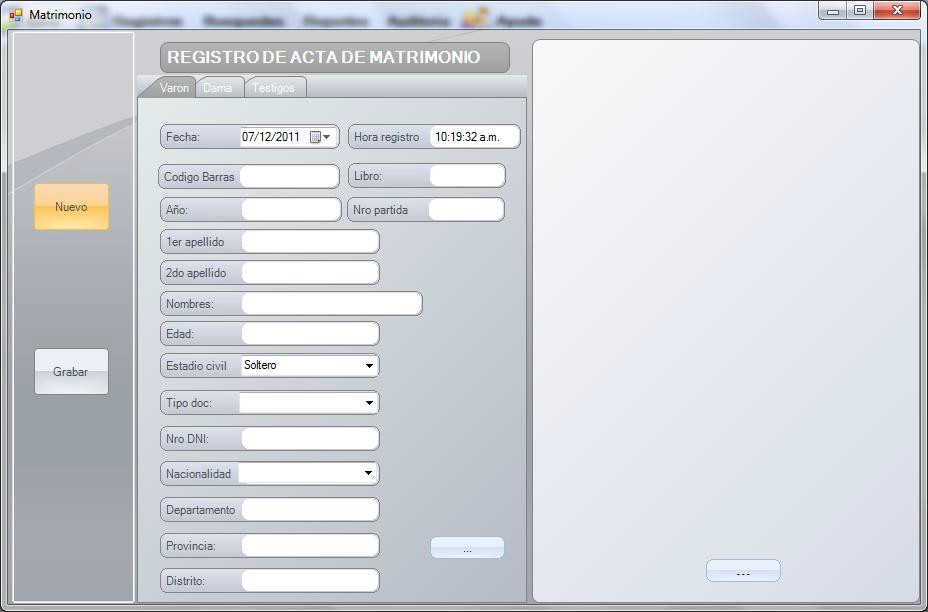 Matrimonio
Registros Busquedas Reportes Auditoria Ayuda
REGISTRO DE ACTA DE MATRIMONIO
Varon Dama Testigos
Fecha: 07/12/2011 Hora registro 10:19:32 a.m.
Codigo Barras Libro:
Año: Nro partida
1er apellido
Nuevo
2do apellido
Nombres:
Edad:
Estadio civil Soltero
Grabar
Tipo doc:
Nro DNI:
Nacionalidad
Departamento
Provincia: ...
Distrito:
...